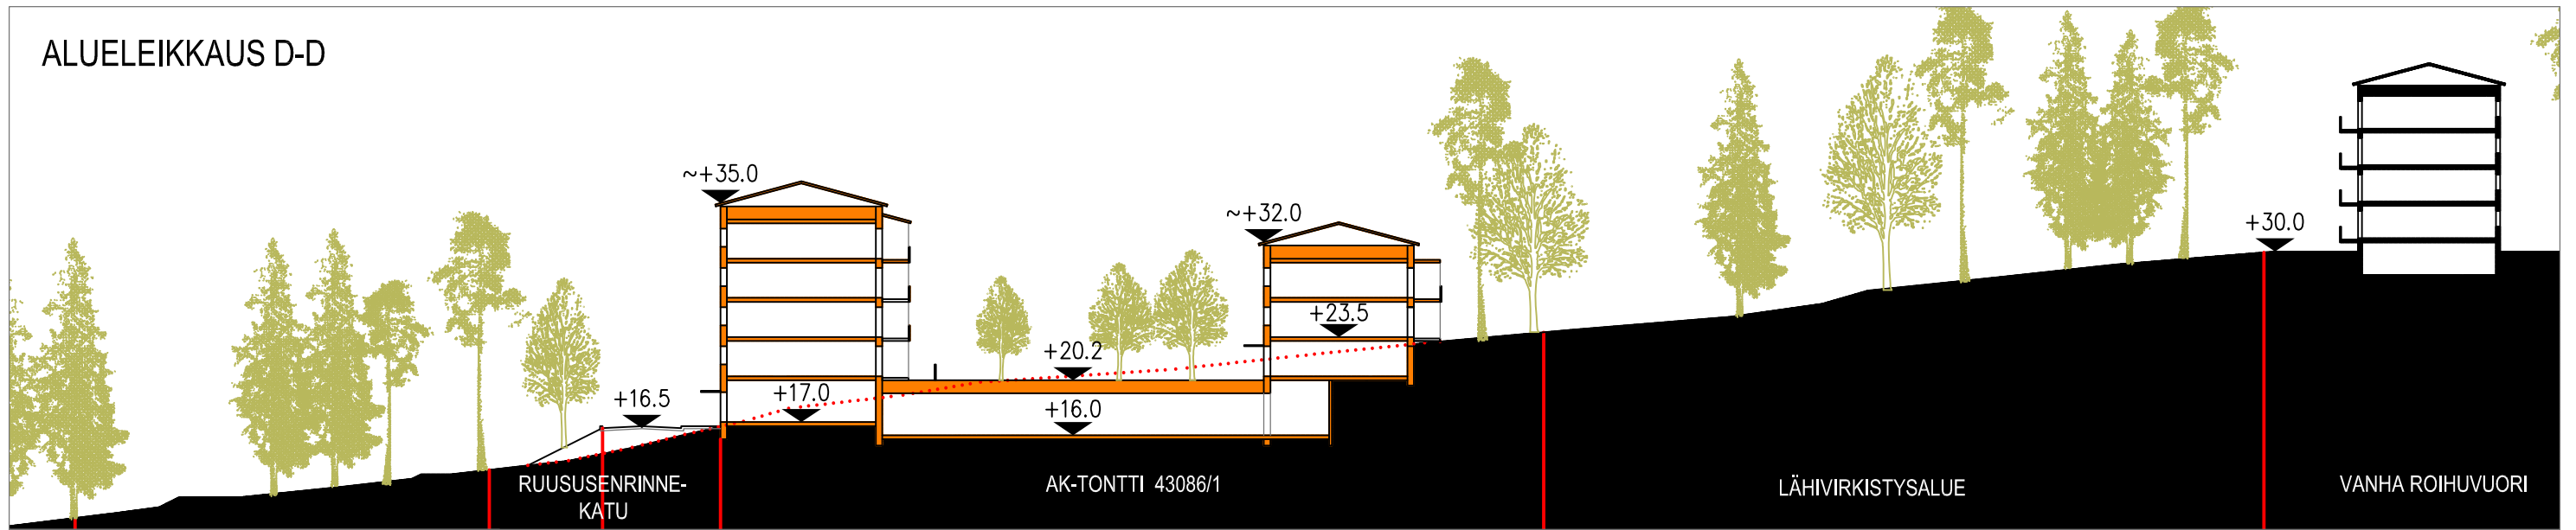 ALUELEIKKAUS D-D
~+35.0
~+32.0
+30.0
+23.5
+20.2
+16.5
+17.0
+16.0
RUUSUSENRINNE-
KATU
AK-TONTTI 43086/1
LÄHIVIRKISTYSALUE
VANHA ROIHUVUORI